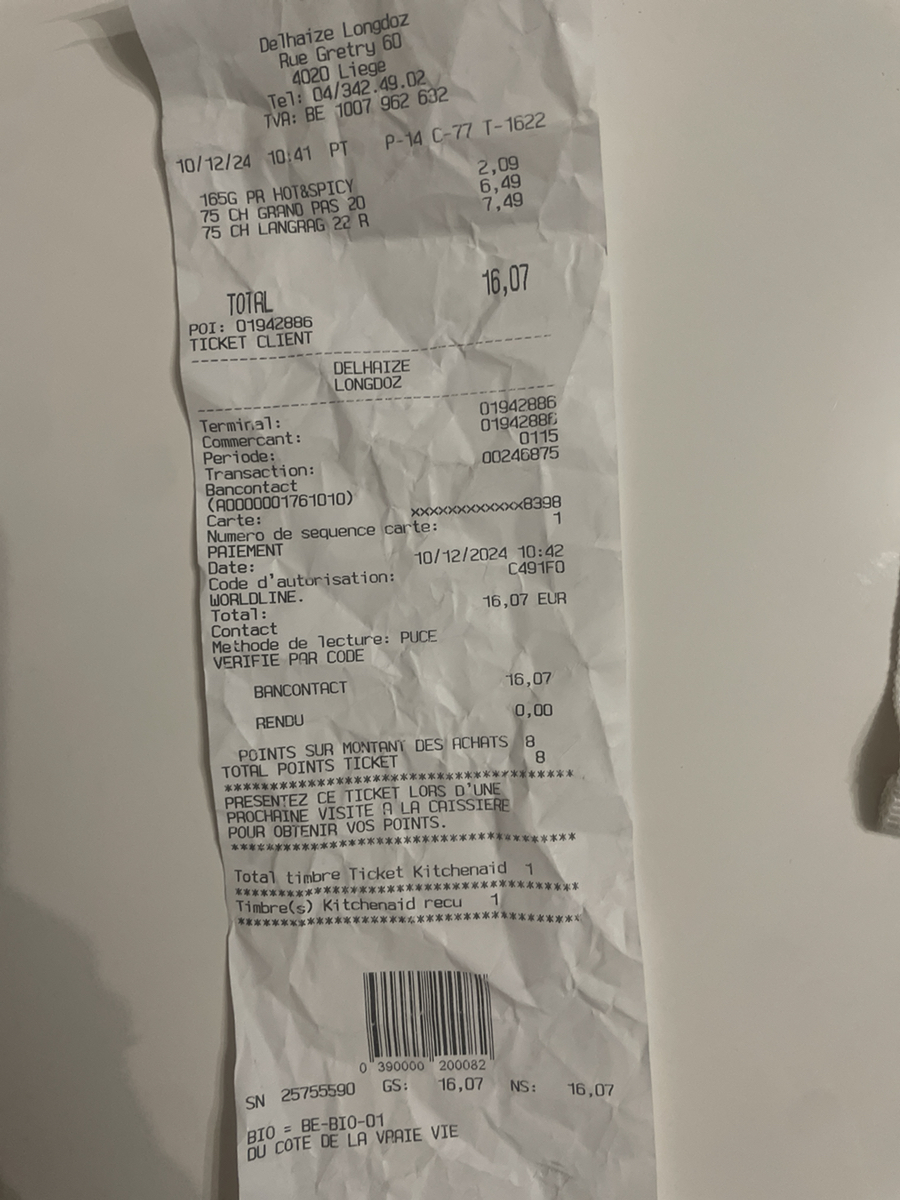 Delhaize Longdoz
Rue Gretry 60
4020 Liege
Tel: 04/342.49.02
TVA: BE 1007 962 632
10/12/24 10:41 PT P-14 C-77 T-1622
165G PR HOT&SPICY 2,09
75 CH GRAND PAS 20 6,49
75 CH LANGRAG 22 R 7,49
TOTAL 16,07
POI: 01942886
TICKET CLIENT
DELHAIZE
LONGDOZ
Terminal: 01942886
Commercant: 01942886
Periode: 0115
Transaction: 00246875
Bancontact
(A0000001761010)
Carte: xxxxxxxxxxxxx8398
Numero de sequence carte: 1
PAIEMENT
Date: 10/12/2024 10:42
Code d'autorisation: C491F0
WORLDLINE.
Total: 16,07 EUR
Contact
Methode de lecture: PUCE
VERIFIE PAR CODE
BANCONTACT 16,07
RENDU 0,00
POINTS SUR MONTANT DES ACHATS 8
TOTAL POINTS TICKET 8
****************************************
PRESENTEZ CE TICKET LORS D'UNE
PROCHAINE VISITE A LA CAISSIERE
POUR OBTENIR VOS POINTS.
****************************************
Total timbre Ticket Kitchenaid 1
****************************************
Timbre(s) Kitchenaid recu 1
****************************************
0 390000 200082
SN 25755590 GS: 16,07 NS: 16,07
BIO = BE-BIO-01
DU COTE DE LA VRAIE VIE